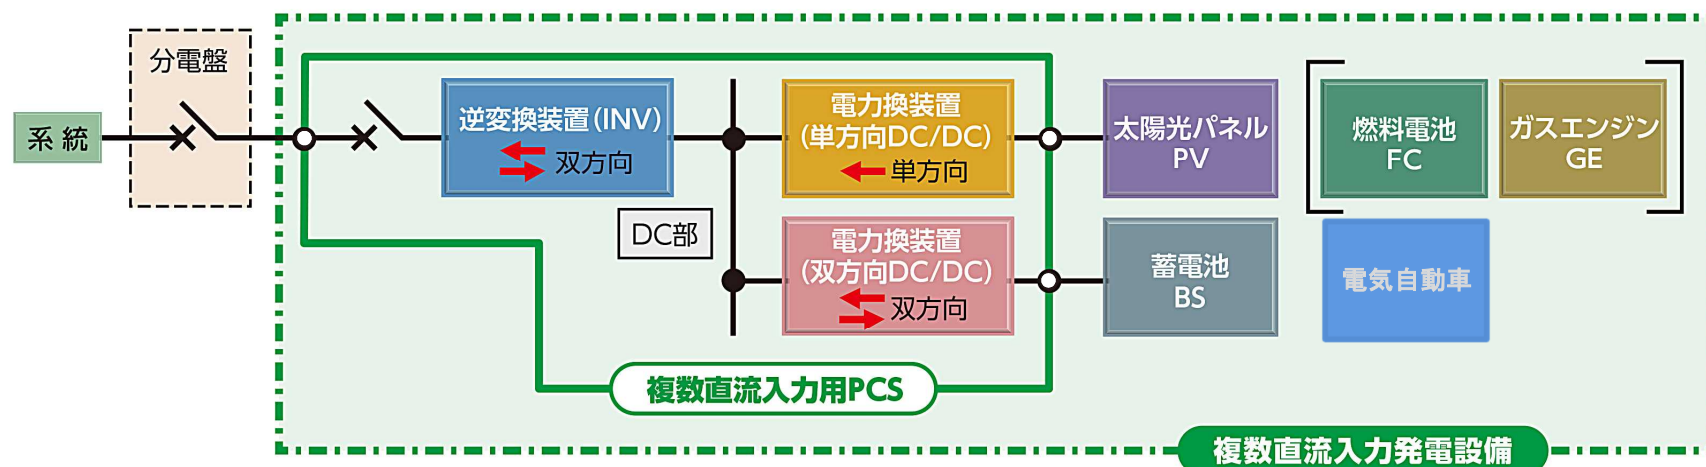 分電盤
系統
逆変換装置(INV)
双方向
DC部
電力換装置
(単方向DC/DC)
単方向
電力換装置
(双方向DC/DC)
双方向
太陽光パネル
PV
蓄電池
BS
燃料電池
FC
ガスエンジン
GE
電気自動車
複数直流入力用PCS
複数直流入力発電設備